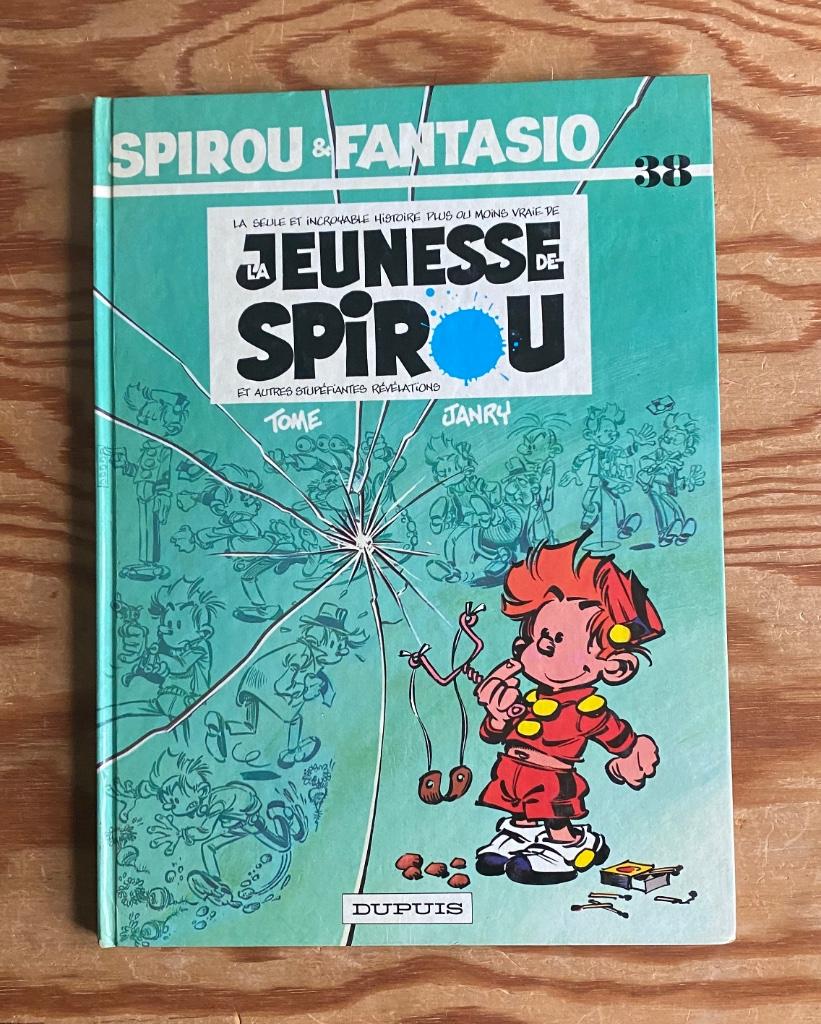 SPIROU & FANTASIO
38
LA SEULE ET INCROYABLE HISTOIRE PLUS OU MOINS VRAIE DE
LA JEUNESSE DE
SPIROU
ET AUTRES STUPÉFIANTES RÉVÉLATIONS
TOME JANRY
DUPUIS